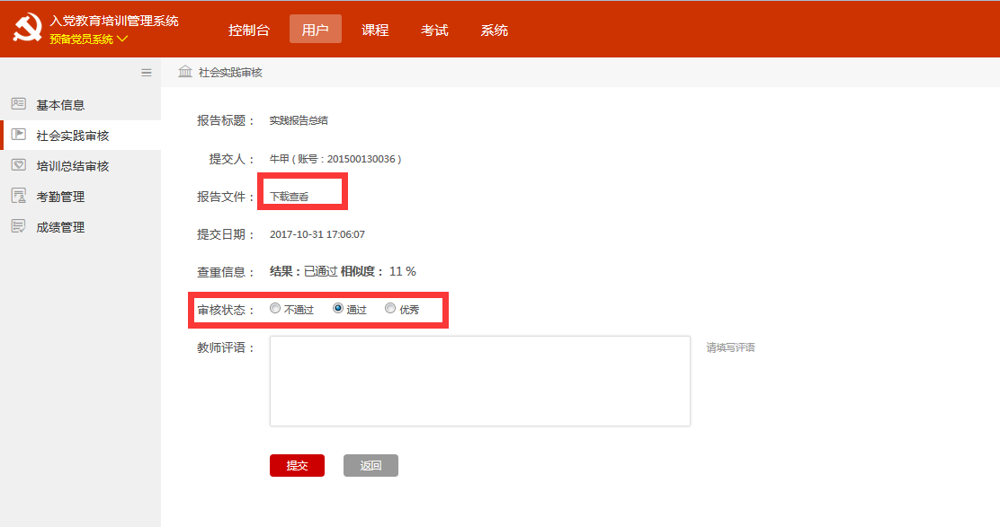 入党教育培训管理系统
预备党员系统
控制台 用户 课程 考试 系统
社会实践审核
基本信息
社会实践审核
培训总结审核
考勤管理
成绩管理
报告标题： 实践报告总结
提交人： 牛甲 ( 账号：201500130036 )
报告文件： 下载查看
提交日期： 2017-10-31 17:06:07
查重信息： 结果：已通过 相似度： 11 %
审核状态： 不通过 通过 优秀
教师评语： 请填写评语
提交 返回